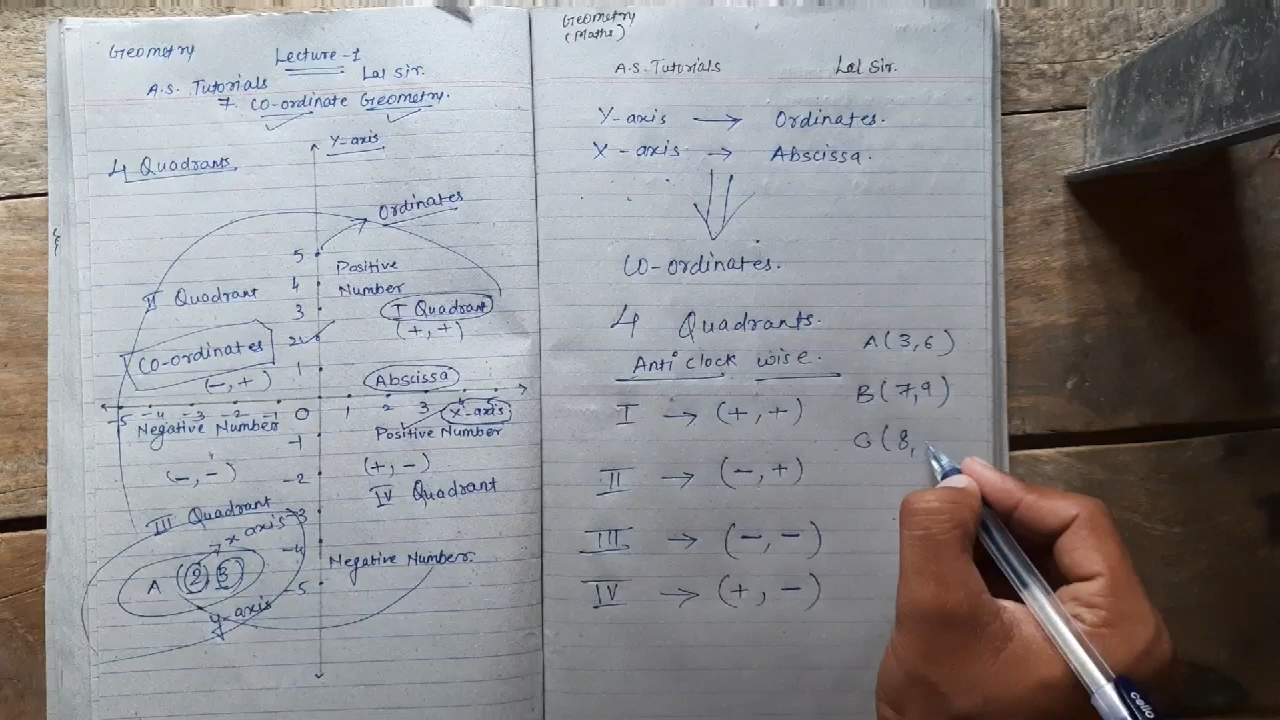 Geometry
Lecture-1
A.S. Tutorials
Lal Sir.
7. CO-ordinate Geometry.
Y-axis
4 Quadrants
Ordinates
5
Positive
Number
4
II Quadrant
3
I Quadrant
(+, +)
2
CO-ordinates
1
(-, +)
Abscissa
-5 -4 -3 -2 -1 0 1 2 3 4 5
X-axis
Negative Number
Positive Number
-1
(-, -)
(+, -)
-2
IV Quadrant
III Quadrant
-3
x axis
-4
Negative Number.
A (2 3)
-5
y-axis
Geometry
(Maths)
A.S. Tutorials
Lal Sir.
Y-axis → Ordinates.
X-axis → Abscissa.
CO-ordinates.
4 Quadrants.
A(3,6)
Anti clock wise.
B(7,9)
I → (+, +)
C(8,
II → (-, +)
III → (-, -)
IV → (+, -)
cello